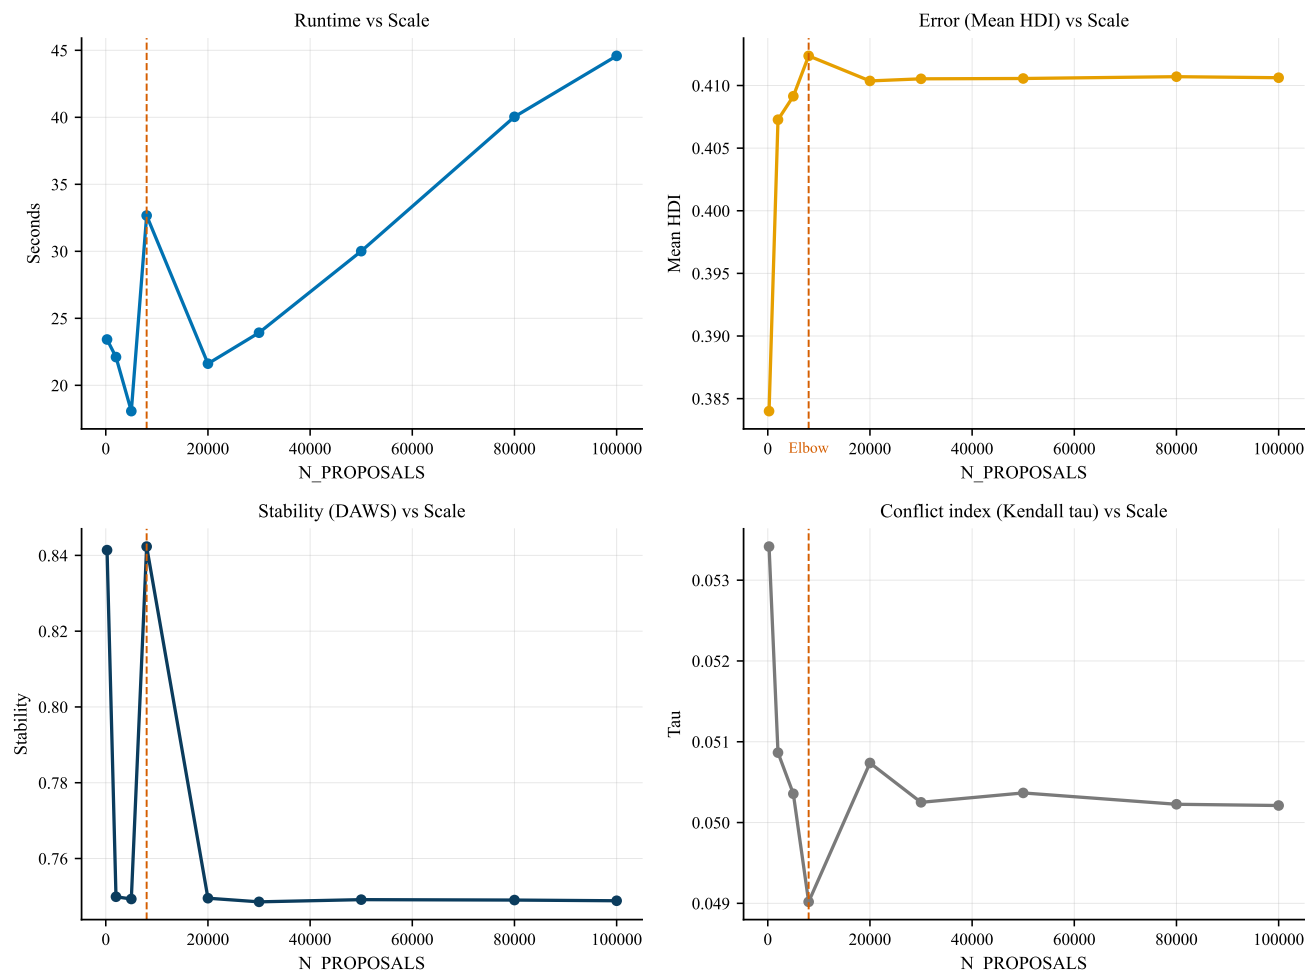 Runtime vs Scale
45
40
35
30
25
20
Seconds
0 20000 40000 60000 80000 100000
N_PROPOSALS
Error (Mean HDI) vs Scale
0.410
0.405
0.400
0.395
0.390
0.385
Mean HDI
0 20000 40000 60000 80000 100000
Elbow
N_PROPOSALS
Stability (DAWS) vs Scale
0.84
0.82
0.80
0.78
0.76
Stability
0 20000 40000 60000 80000 100000
N_PROPOSALS
Conflict index (Kendall tau) vs Scale
0.053
0.052
0.051
0.050
0.049
Tau
0 20000 40000 60000 80000 100000
N_PROPOSALS